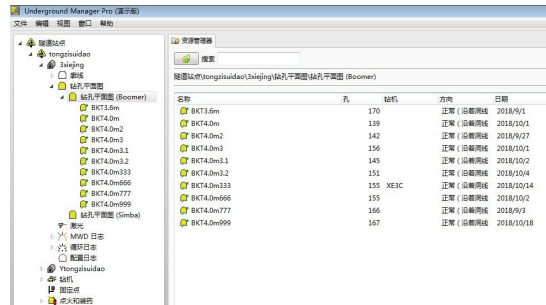 Underground Manager Pro (演示版)
文件 编辑 视图 窗口 帮助
隧道站点
tongzisuidao
3xiejing
廓线
钻孔平面图
钻孔平面图 (Boomer)
BKT3.6m
BKT4.0m
BKT4.0m2
BKT4.0m3
BKT4.0m3.1
BKT4.0m3.2
BKT4.0m333
BKT4.0m666
BKT4.0m777
BKT4.0m999
钻孔平面图 (Simba)
激光
MWD 日志
循环日志
配置日志
Ytongzisuidao
钻机
固定点
点火和装药
资源管理器
搜索
隧道站点\tongzisuidao\3xiejing\钻孔平面图\钻孔平面图 (Boomer)
名称 孔 钻机 方向 日期
BKT3.6m 170 正常 ( 沿着洞线 2018/9/1
BKT4.0m 139 正常 ( 沿着洞线 2018/10/1
BKT4.0m2 142 正常 ( 沿着洞线 2018/9/27
BKT4.0m3 156 正常 ( 沿着洞线 2018/10/1
BKT4.0m3.1 145 正常 ( 沿着洞线 2018/10/2
BKT4.0m3.2 151 正常 ( 沿着洞线 2018/10/4
BKT4.0m333 155 XE3C 正常 ( 沿着洞线 2018/10/14
BKT4.0m666 155 正常 ( 沿着洞线 2018/10/2
BKT4.0m777 166 正常 ( 沿着洞线 2018/9/3
BKT4.0m999 167 正常 ( 沿着洞线 2018/10/18